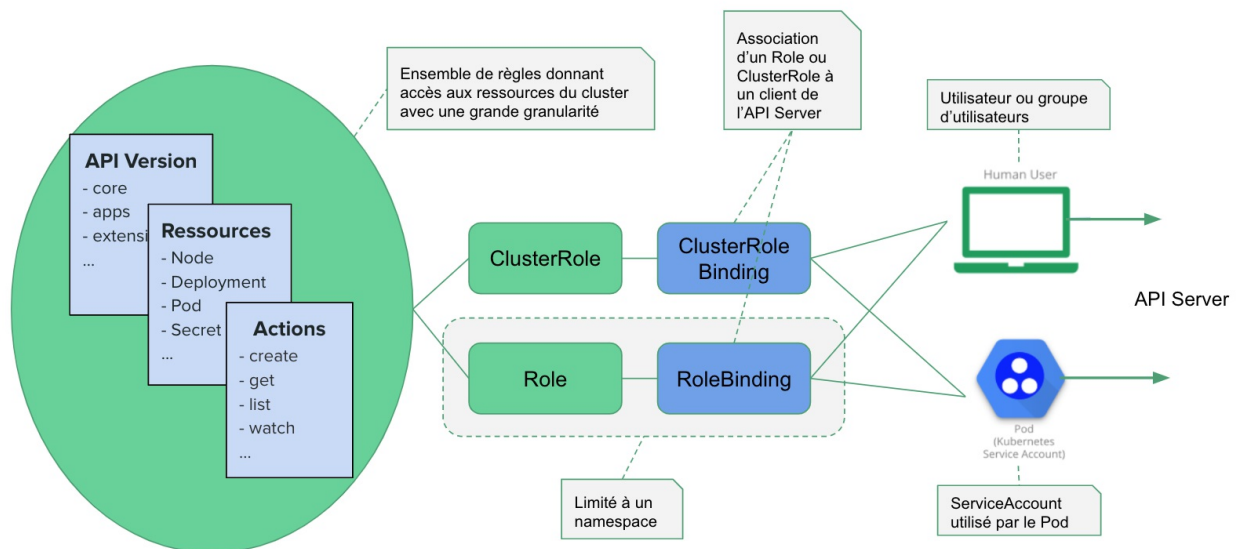 Ensemble de règles donnant
accès aux ressources du cluster
avec une grande granularité
Association
d'un Role ou
ClusterRole à
un client de
l'API Server
Utilisateur ou groupe
d'utilisateurs
API Version
- core
- apps
- extensi
...
Ressources
- Node
- Deployment
- Pod
- Secret
...
Actions
- create
- get
- list
- watch
...
ClusterRole
ClusterRole
Binding
Role
RoleBinding
Limité à un
namespace
Human User
API Server
Pod
(Kubernetes
Service Account)
ServiceAccount
utilisé par le Pod